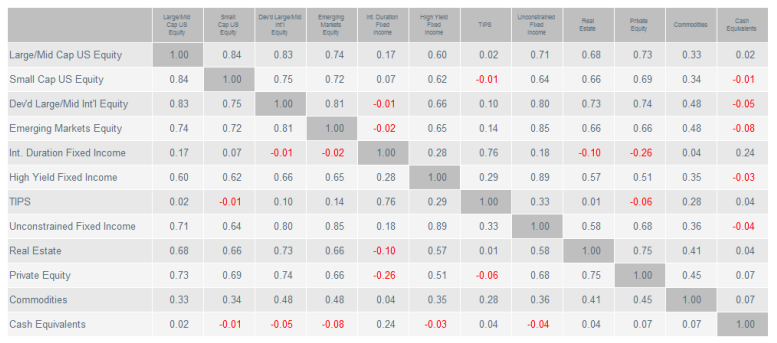 Large/Mid Cap US Equity Small Cap US Equity Dev'd Large/Mid Int'l Equity Emerging Markets Equity Int. Duration Fixed Income High Yield Fixed Income TIPS Unconstrained Fixed Income Real Estate Private Equity Commodities Cash Equivalents
Large/Mid Cap US Equity 1.00 0.84 0.83 0.74 0.17 0.60 0.02 0.71 0.68 0.73 0.33 0.02
Small Cap US Equity 0.84 1.00 0.75 0.72 0.07 0.62 -0.01 0.64 0.66 0.69 0.34 -0.01
Dev'd Large/Mid Int'l Equity 0.83 0.75 1.00 0.81 -0.01 0.66 0.10 0.80 0.73 0.74 0.48 -0.05
Emerging Markets Equity 0.74 0.72 0.81 1.00 -0.02 0.65 0.14 0.85 0.66 0.66 0.48 -0.08
Int. Duration Fixed Income 0.17 0.07 -0.01 -0.02 1.00 0.28 0.76 0.18 -0.10 -0.26 0.04 0.24
High Yield Fixed Income 0.60 0.62 0.66 0.65 0.28 1.00 0.29 0.89 0.57 0.51 0.35 -0.03
TIPS 0.02 -0.01 0.10 0.14 0.76 0.29 1.00 0.33 0.01 -0.06 0.28 0.04
Unconstrained Fixed Income 0.71 0.64 0.80 0.85 0.18 0.89 0.33 1.00 0.58 0.68 0.36 -0.04
Real Estate 0.68 0.66 0.73 0.66 -0.10 0.57 0.01 0.58 1.00 0.75 0.41 0.04
Private Equity 0.73 0.69 0.74 0.66 -0.26 0.51 -0.06 0.68 0.75 1.00 0.45 0.07
Commodities 0.33 0.34 0.48 0.48 0.04 0.35 0.28 0.36 0.41 0.45 1.00 0.07
Cash Equivalents 0.02 -0.01 -0.05 -0.08 0.24 -0.03 0.04 -0.04 0.04 0.07 0.07 1.00